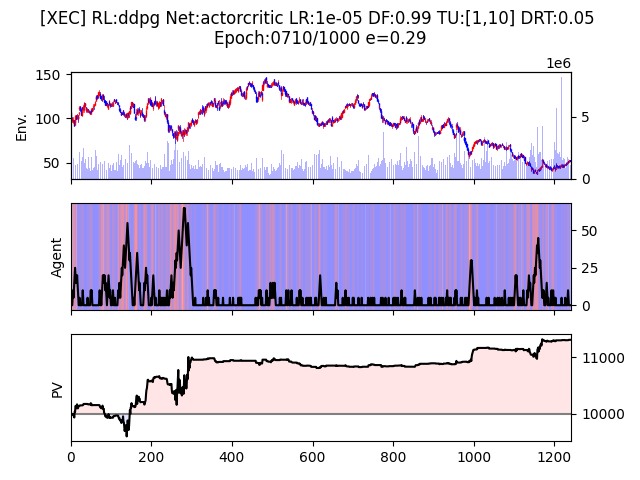 [XEC] RL:ddpg Net:actorcritic LR:1e-05 DF:0.99 TU:[1,10] DRT:0.05
Epoch:0710/1000 e=0.29
1e6
150
100
50
Env.
5
0
Agent
50
25
0
PV
11000
10000
0
200
400
600
800
1000
1200